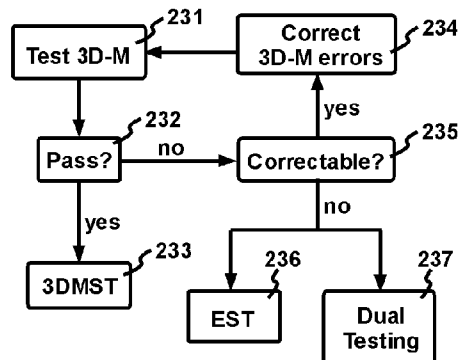 231
Test 3D-M
Correct
3D-M errors
234
yes
232
Pass?
no
Correctable?
235
yes
no
233
3DMST
236
EST
237
Dual
Testing